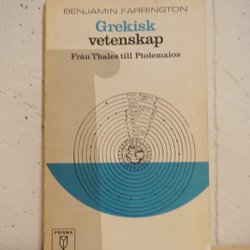 BENJAMIN FARRINGTON
Grekisk
vetenskap
Från Thales till Ptolemaios
PRISMA